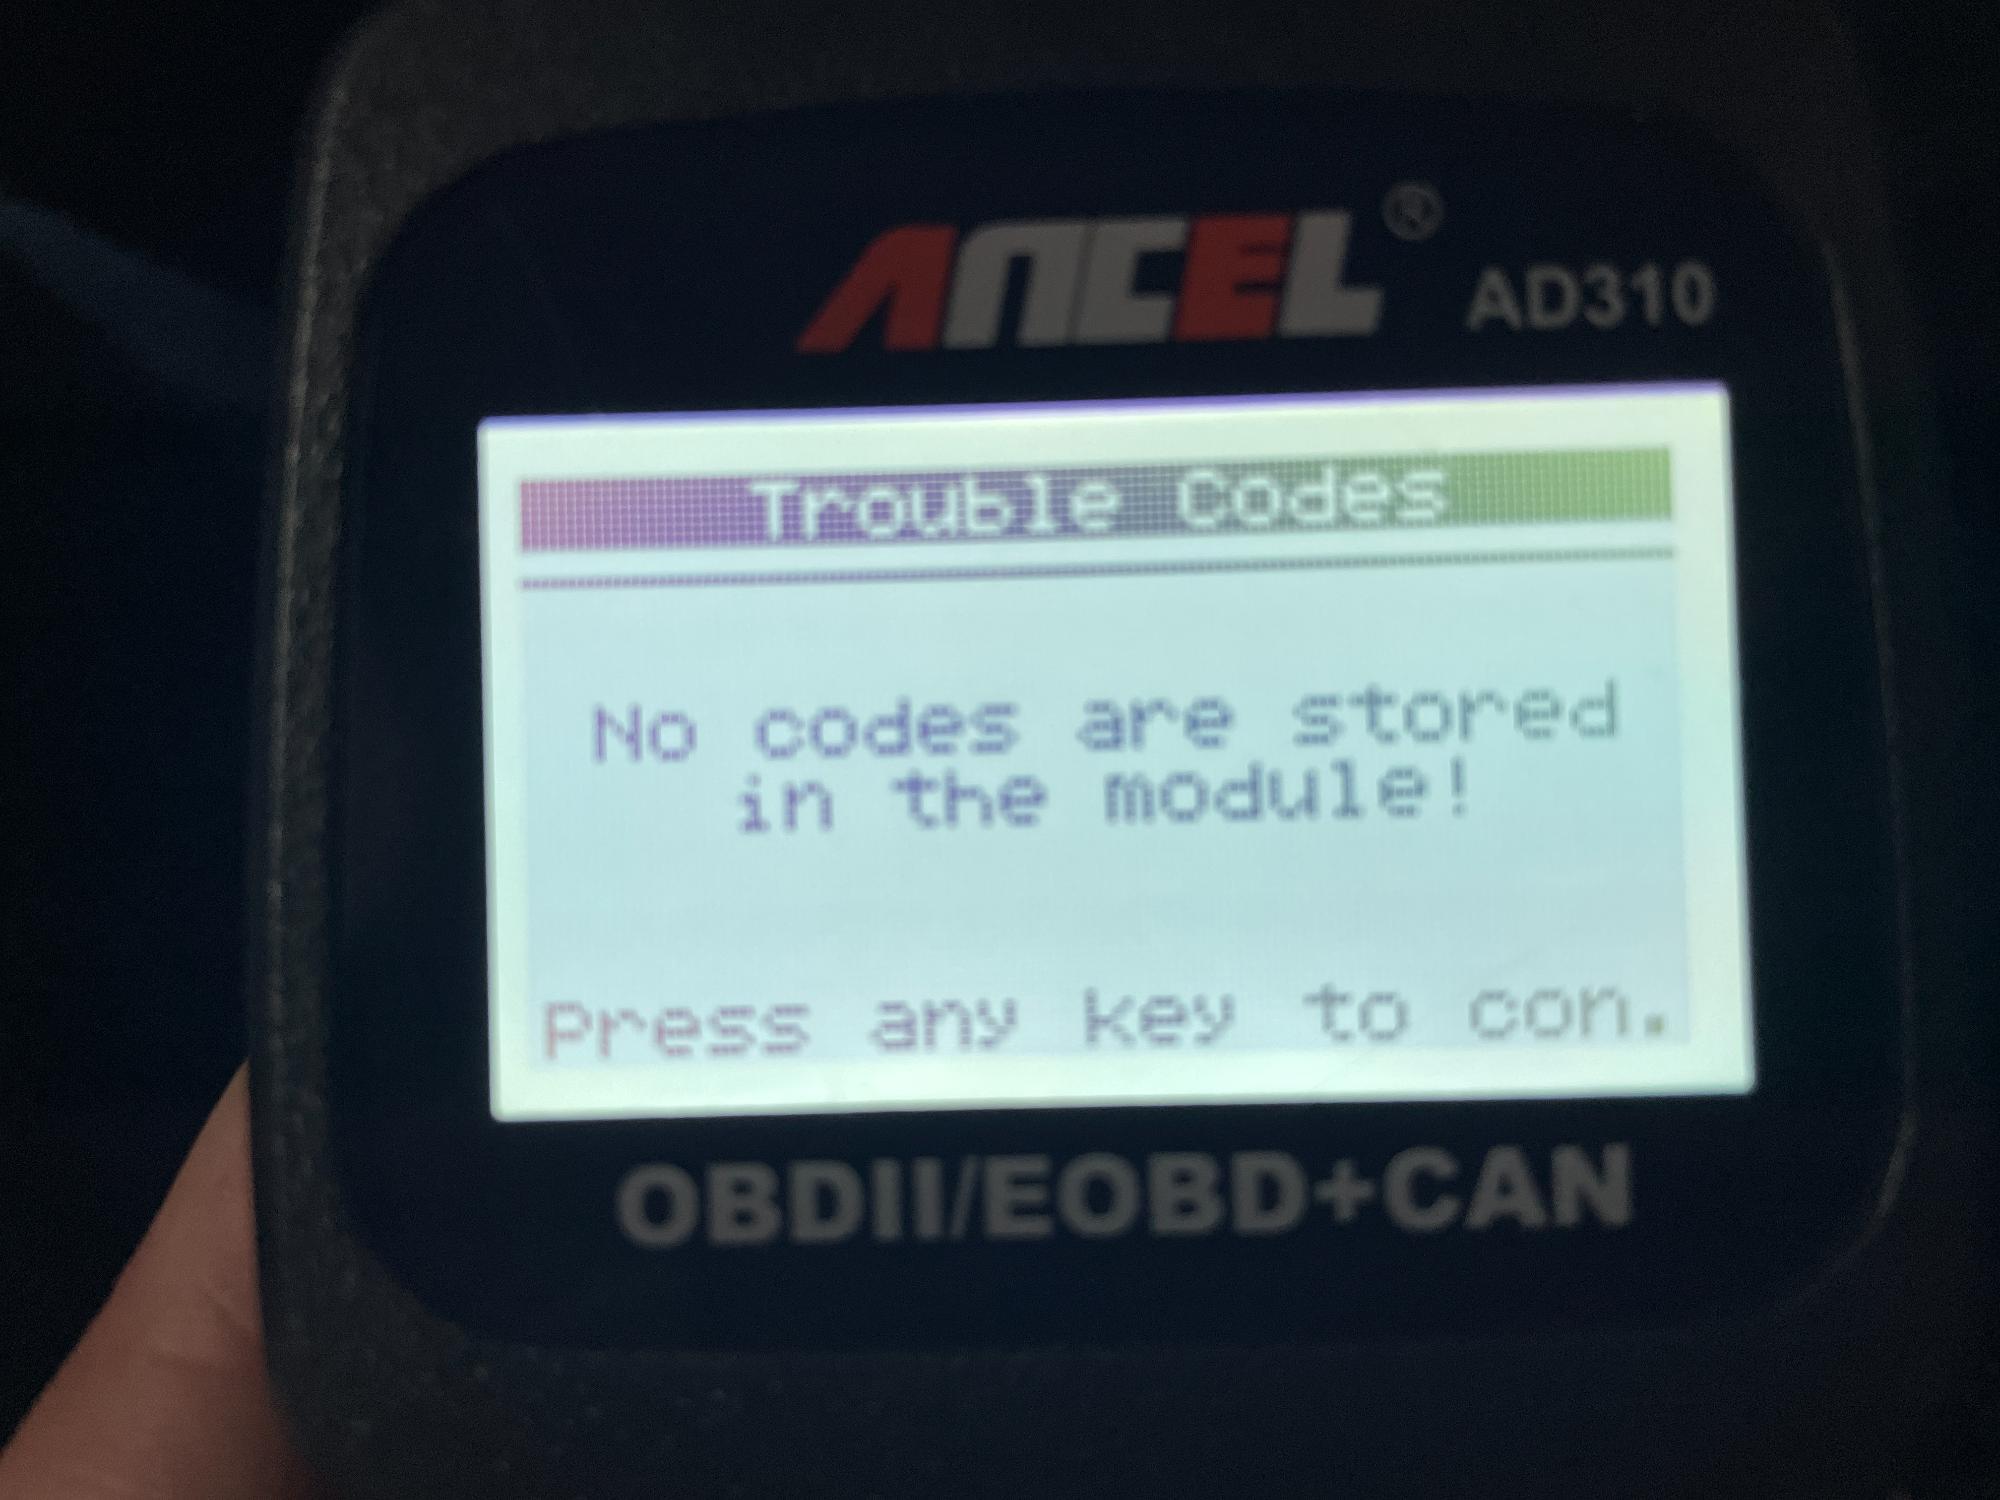 ANCEL®
AD310
Trouble Codes
No codes are stored
in the module!
Press any key to con.
OBDII/EOBD+CAN